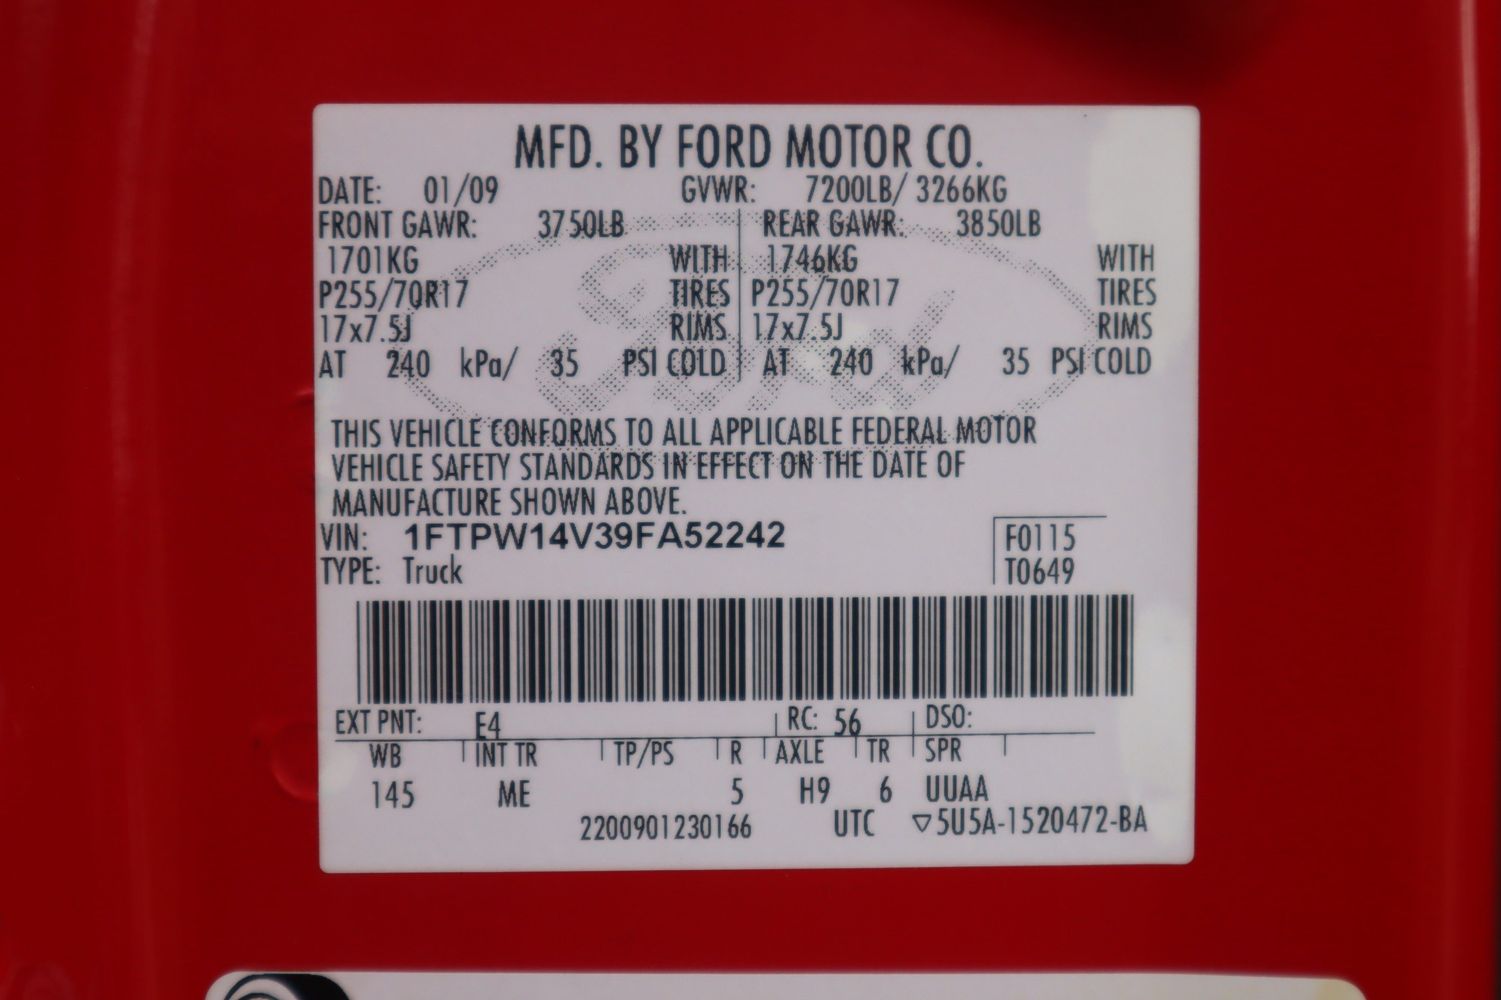 MFD. BY FORD MOTOR CO.
DATE: 01/09 GVWR: 7200LB/ 3266KG
FRONT GAWR: 3750LB REAR GAWR: 3850LB
1701KG WITH 1746KG WITH
P255/70R17 TIRES P255/70R17 TIRES
17x7.5J RIMS 17x7.5J RIMS
AT 240 kPa/ 35 PSI COLD AT 240 kPa/ 35 PSI COLD
Ford
THIS VEHICLE CONFORMS TO ALL APPLICABLE FEDERAL MOTOR
VEHICLE SAFETY STANDARDS IN EFFECT ON THE DATE OF
MANUFACTURE SHOWN ABOVE.
VIN: 1FTPW14V39FA52242 F0115
TYPE: Truck T0649
EXT PNT: E4 RC: 56 DSO:
WB INT TR TP/PS R AXLE TR SPR
145 ME 5 H9 6 UUAA
2200901230166 UTC ▽5U5A-1520472-BA